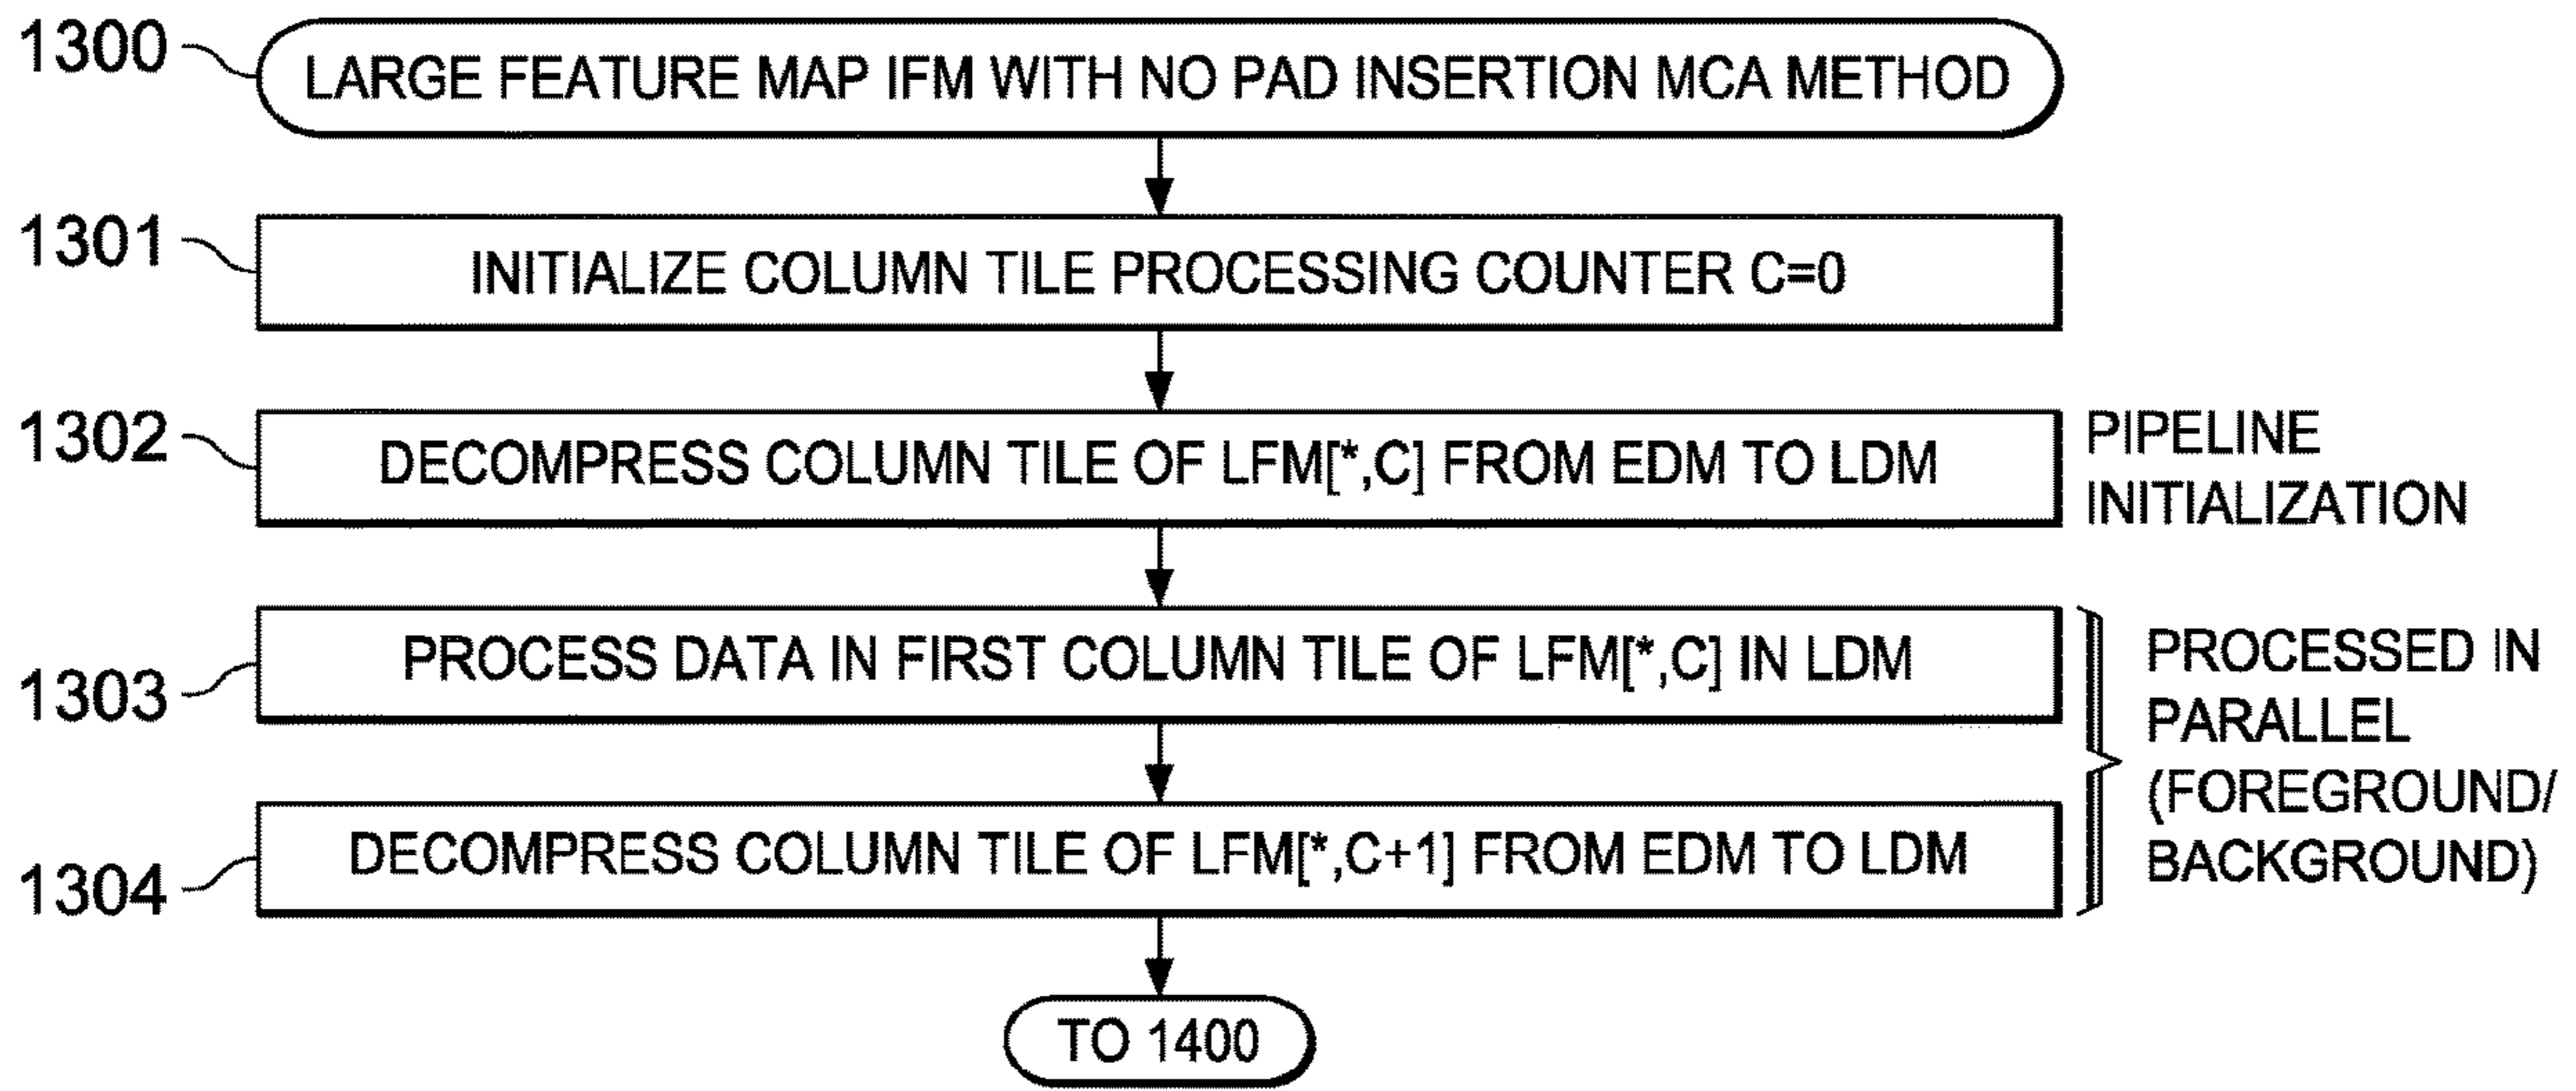 1300
LARGE FEATURE MAP IFM WITH NO PAD INSERTION MCA METHOD
1301
INITIALIZE COLUMN TILE PROCESSING COUNTER C=0
1302
DECOMPRESS COLUMN TILE OF LFM[*,C] FROM EDM TO LDM
PIPELINE
INITIALIZATION
1303
PROCESS DATA IN FIRST COLUMN TILE OF LFM[*,C] IN LDM
1304
DECOMPRESS COLUMN TILE OF LFM[*,C+1] FROM EDM TO LDM
PROCESSED IN
PARALLEL
(FOREGROUND/
BACKGROUND)
TO 1400